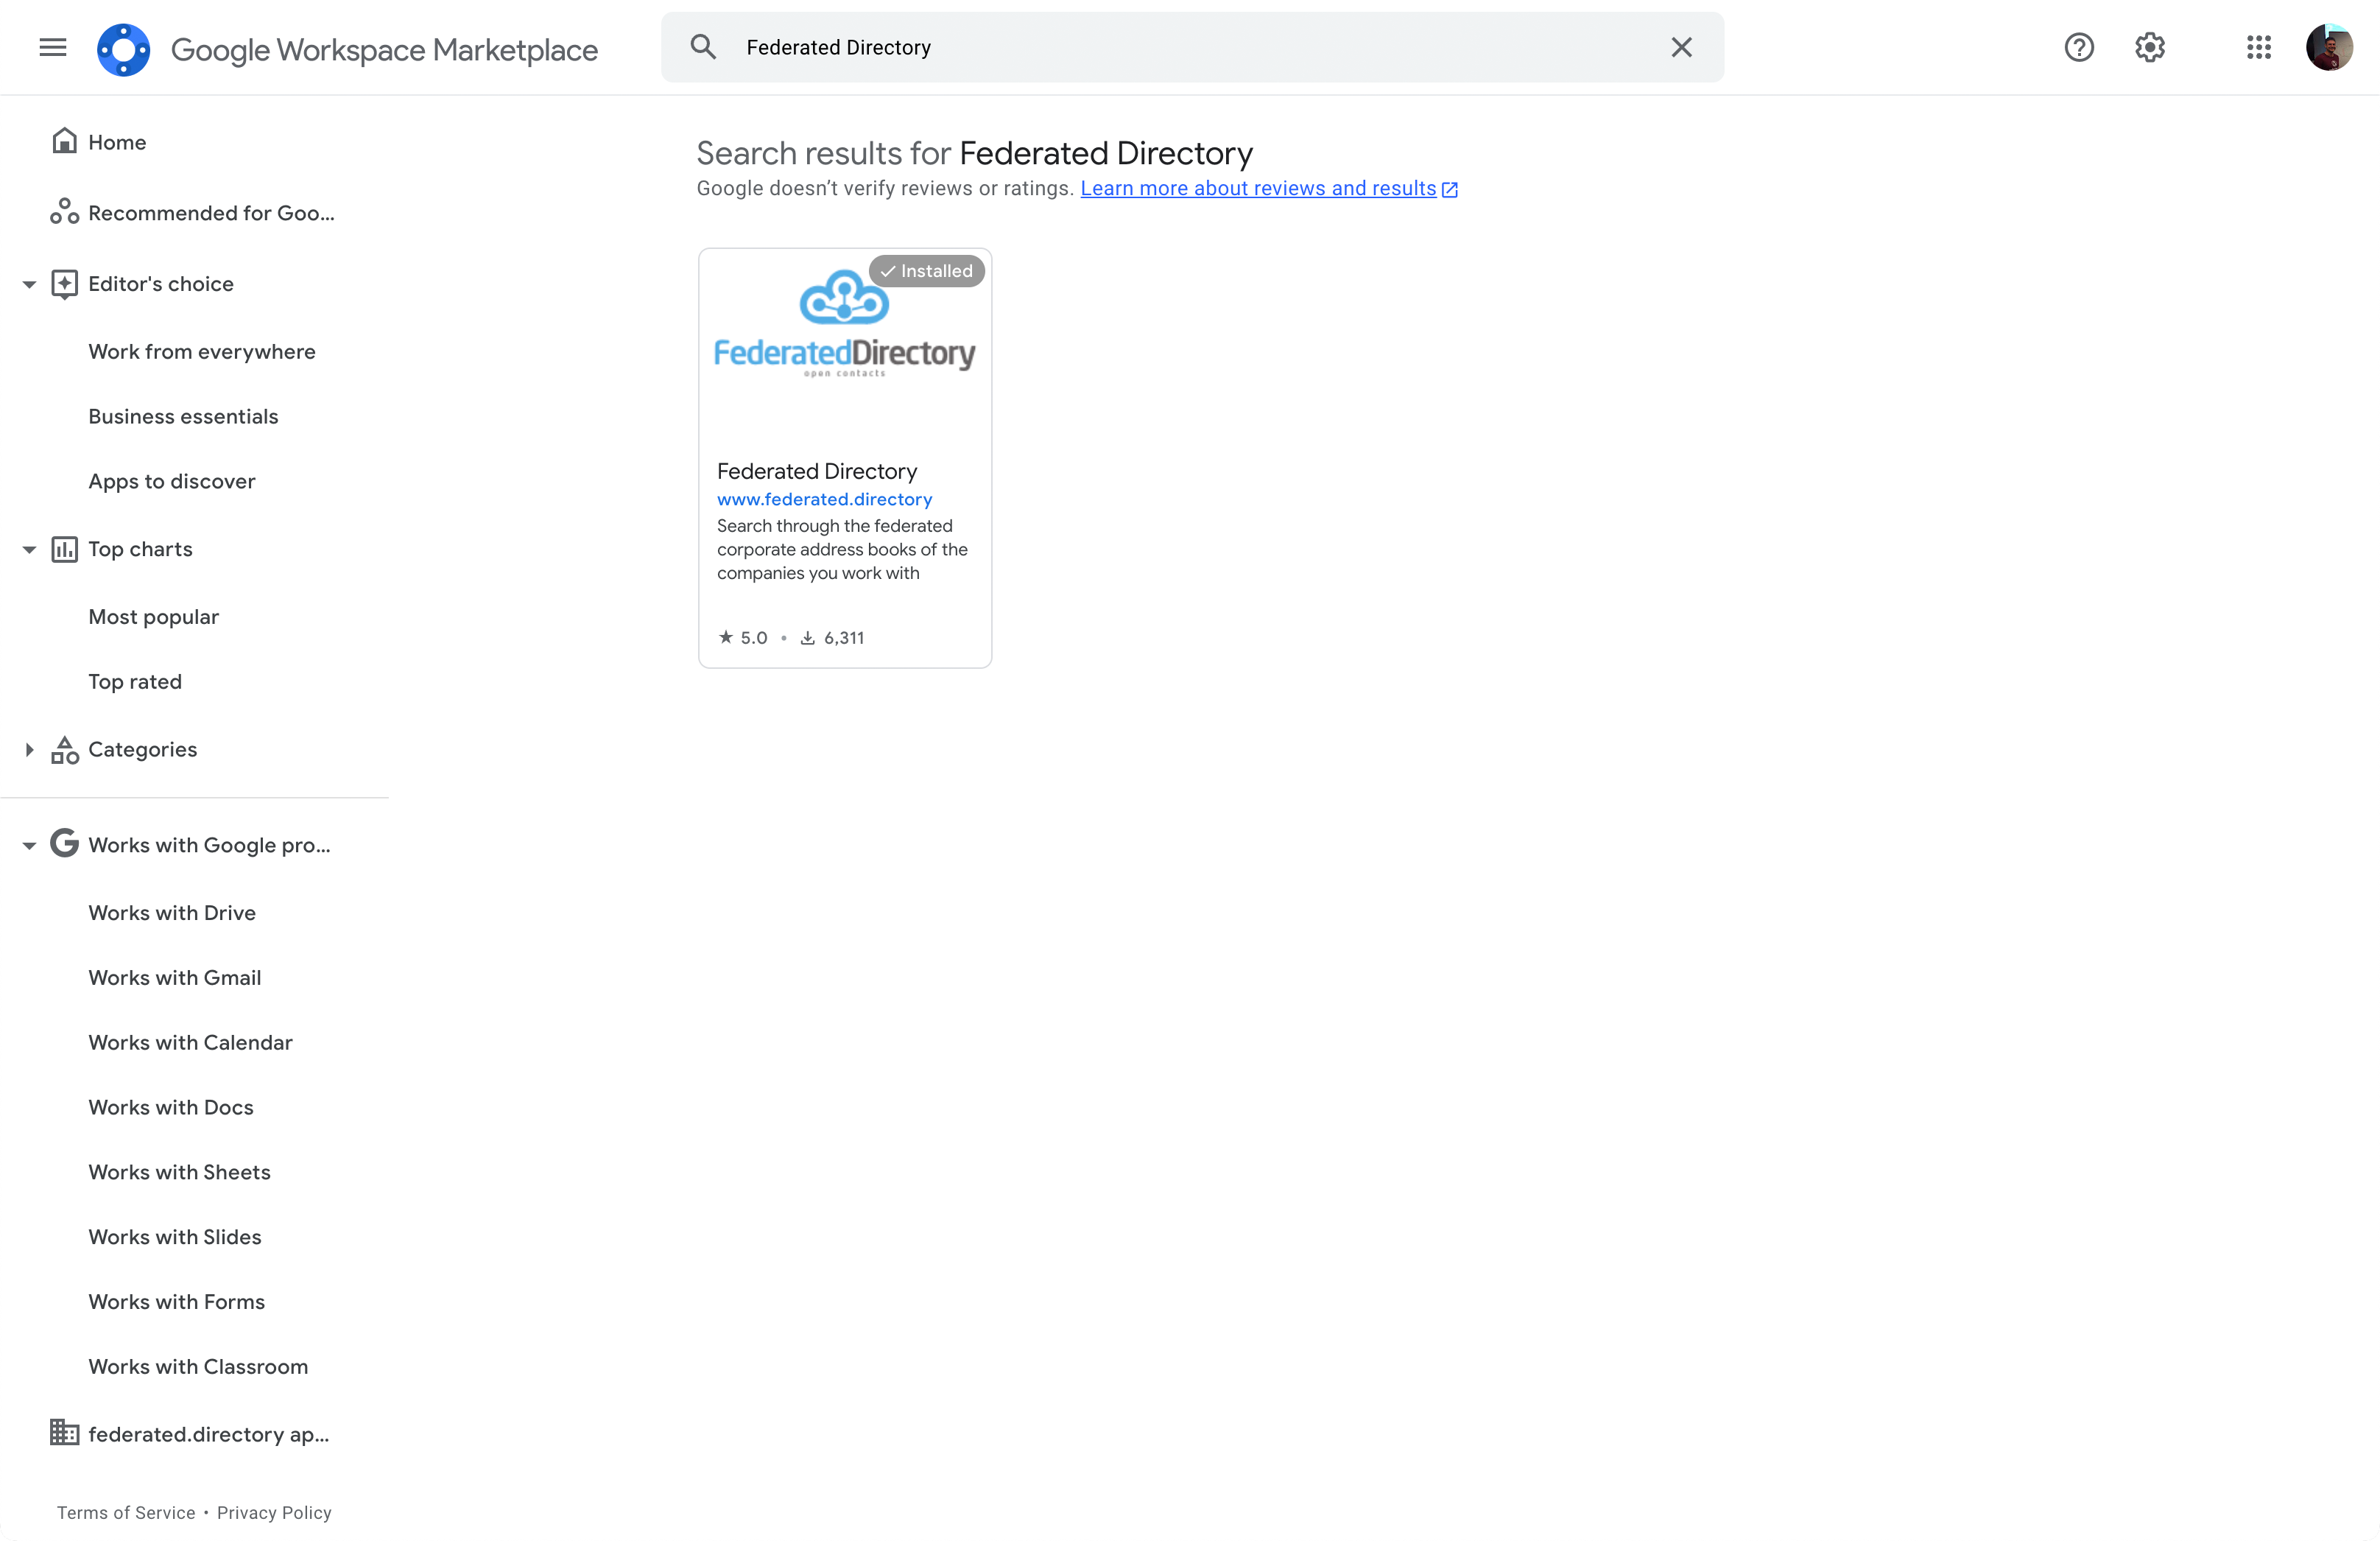 Google Workspace Marketplace
Federated Directory
Home
Recommended for Goo...
Editor's choice
Work from everywhere
Business essentials
Apps to discover
Top charts
Most popular
Top rated
Categories
Works with Google pro...
Works with Drive
Works with Gmail
Works with Calendar
Works with Docs
Works with Sheets
Works with Slides
Works with Forms
Works with Classroom
federated.directory ap...
Terms of Service • Privacy Policy
Search results for Federated Directory
Google doesn’t verify reviews or ratings. Learn more about reviews and results
Installed
FederatedDirectory
open contacts
Federated Directory
www.federated.directory
Search through the federated
corporate address books of the
companies you work with
★ 5.0 • 6,311